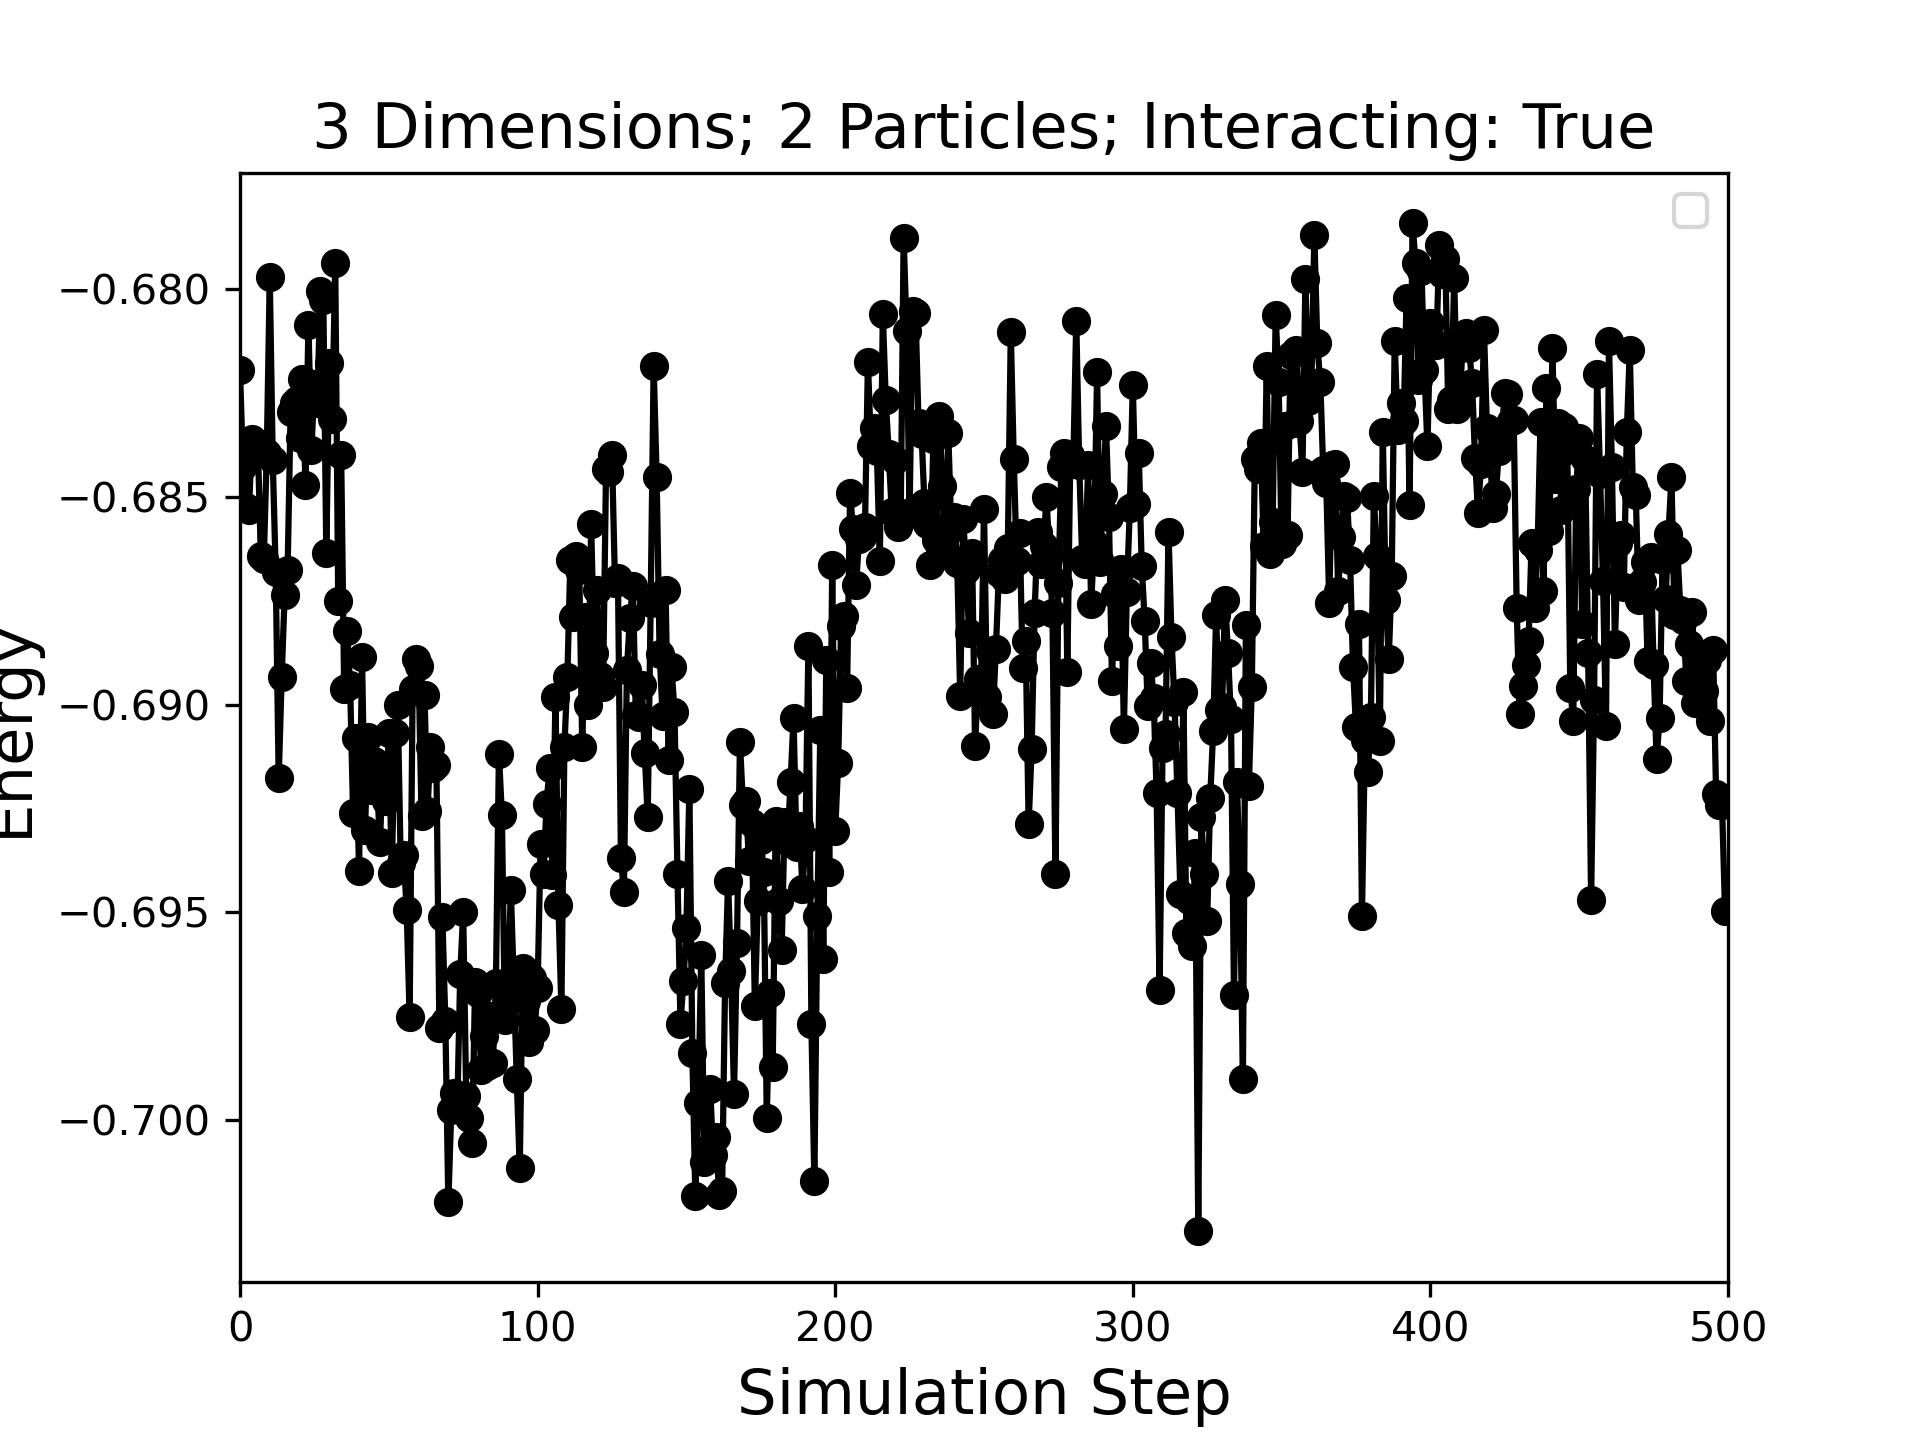 3 Dimensions; 2 Particles; Interacting: True
Energy
−0.680
−0.685
−0.690
−0.695
−0.700
0 100 200 300 400 500
Simulation Step